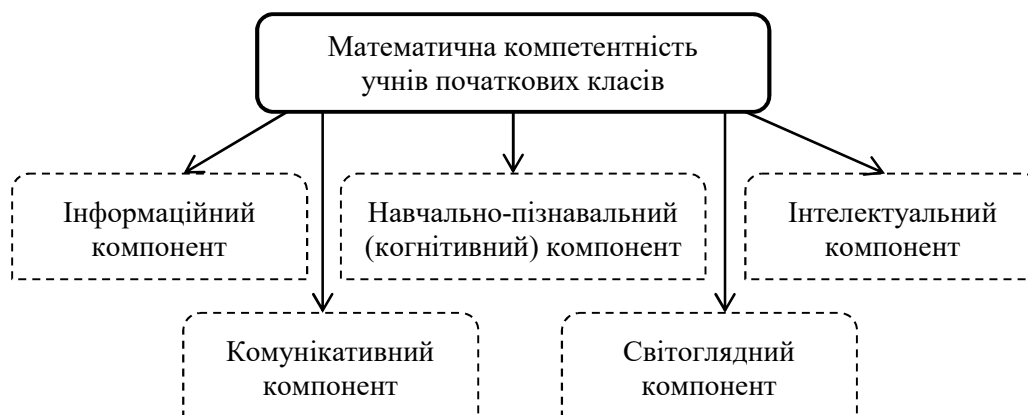 Математична компетентність
учнів початкових класів
Інформаційний
компонент
Навчально-пізнавальний
(когнітивний) компонент
Інтелектуальний
компонент
Комунікативний
компонент
Світоглядний
компонент